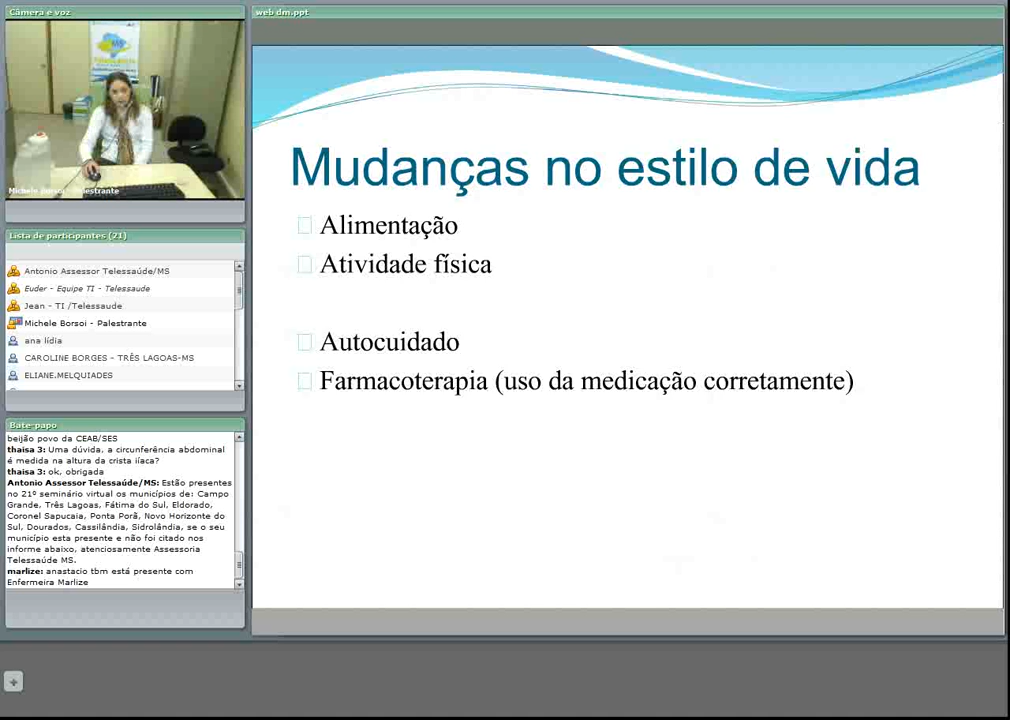 Câmera e voz
Michele Borsoi - Palestrante
Lista de participantes (21)
Antonio Assessor Telessaúde/MS
Euder - Equipe TI - Telessaude
Jean - TI /Telessaude
Michele Borsoi - Palestrante
ana lídia
CAROLINE BORGES - TRÊS LAGOAS-MS
ELIANE.MELQUIADES
Bate-papo
beijão povo da CEAB/SES
thaisa 3: Uma dúvida, a circunferência abdominal
é medida na altura da crista ilíaca?
thaisa 3: ok, obrigada
Antonio Assessor Telessaúde/MS: Estão presentes
no 21º seminário virtual os municípios de: Campo
Grande, Três Lagoas, Fátima do Sul, Eldorado,
Coronel Sapucaia, Ponta Porã, Novo Horizonte do
Sul, Dourados, Cassilândia, Sidrolândia, se o seu
município esta presente e não foi citado nos
informe abaixo, atenciosamente Assessoria
Telessaúde MS.
marlize: anastacio tbm está presente com
Enfermeira Marlize
web dm.ppt
Mudanças no estilo de vida
Alimentação
Atividade física
Autocuidado
Farmacoterapia (uso da medicação corretamente)